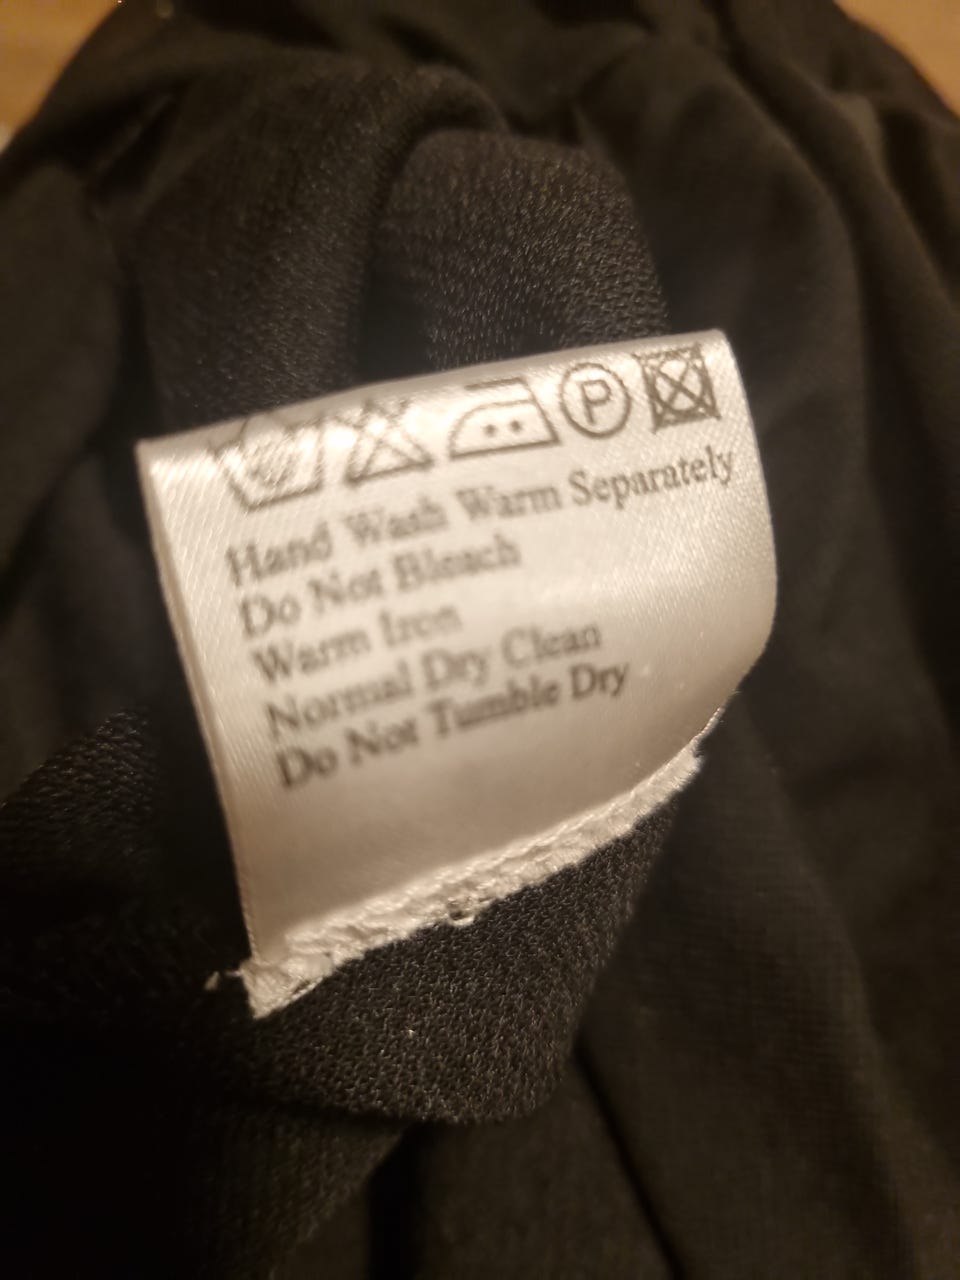 P
Hand Wash Warm Separately
Do Not Bleach
Warm Iron
Normal Dry Clean
Do Not Tumble Dry